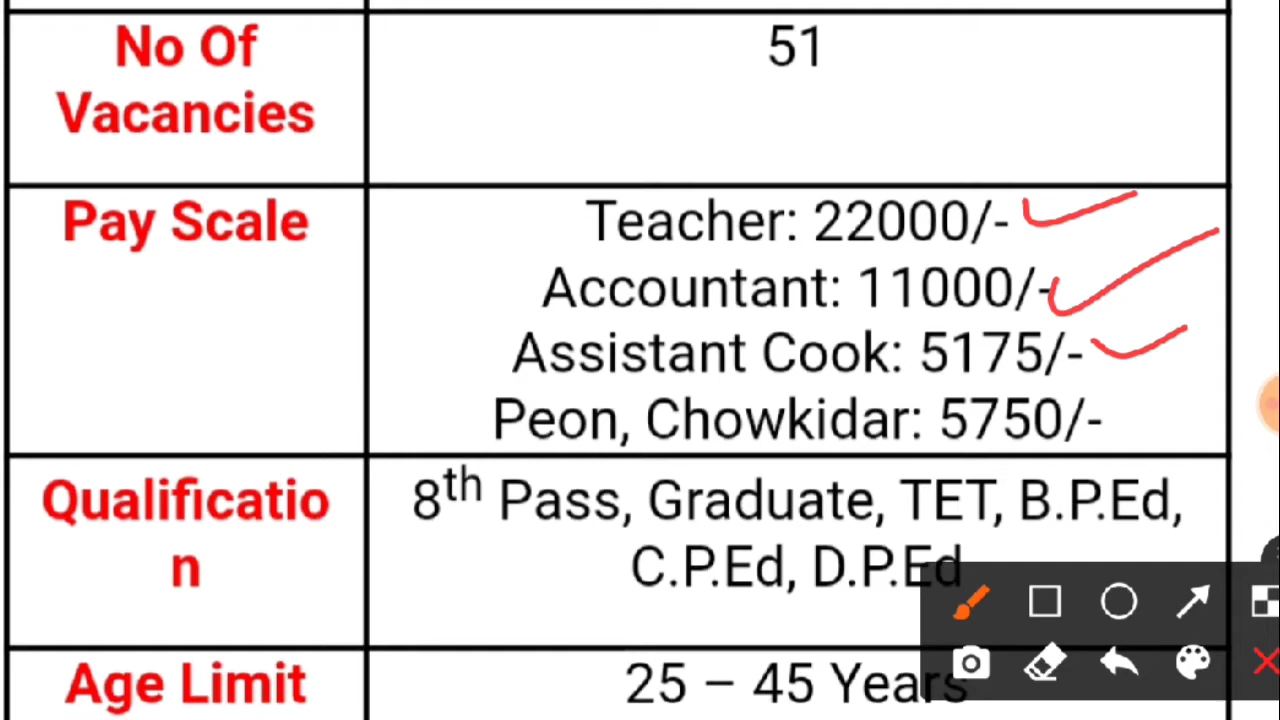 No Of
Vacancies
51
Pay Scale
Teacher: 22000/-
Accountant: 11000/-
Assistant Cook: 5175/-
Peon, Chowkidar: 5750/-
Qualificatio
n
8th Pass, Graduate, TET, B.P.Ed,
C.P.Ed, D.P.Ed
Age Limit
25 – 45 Years